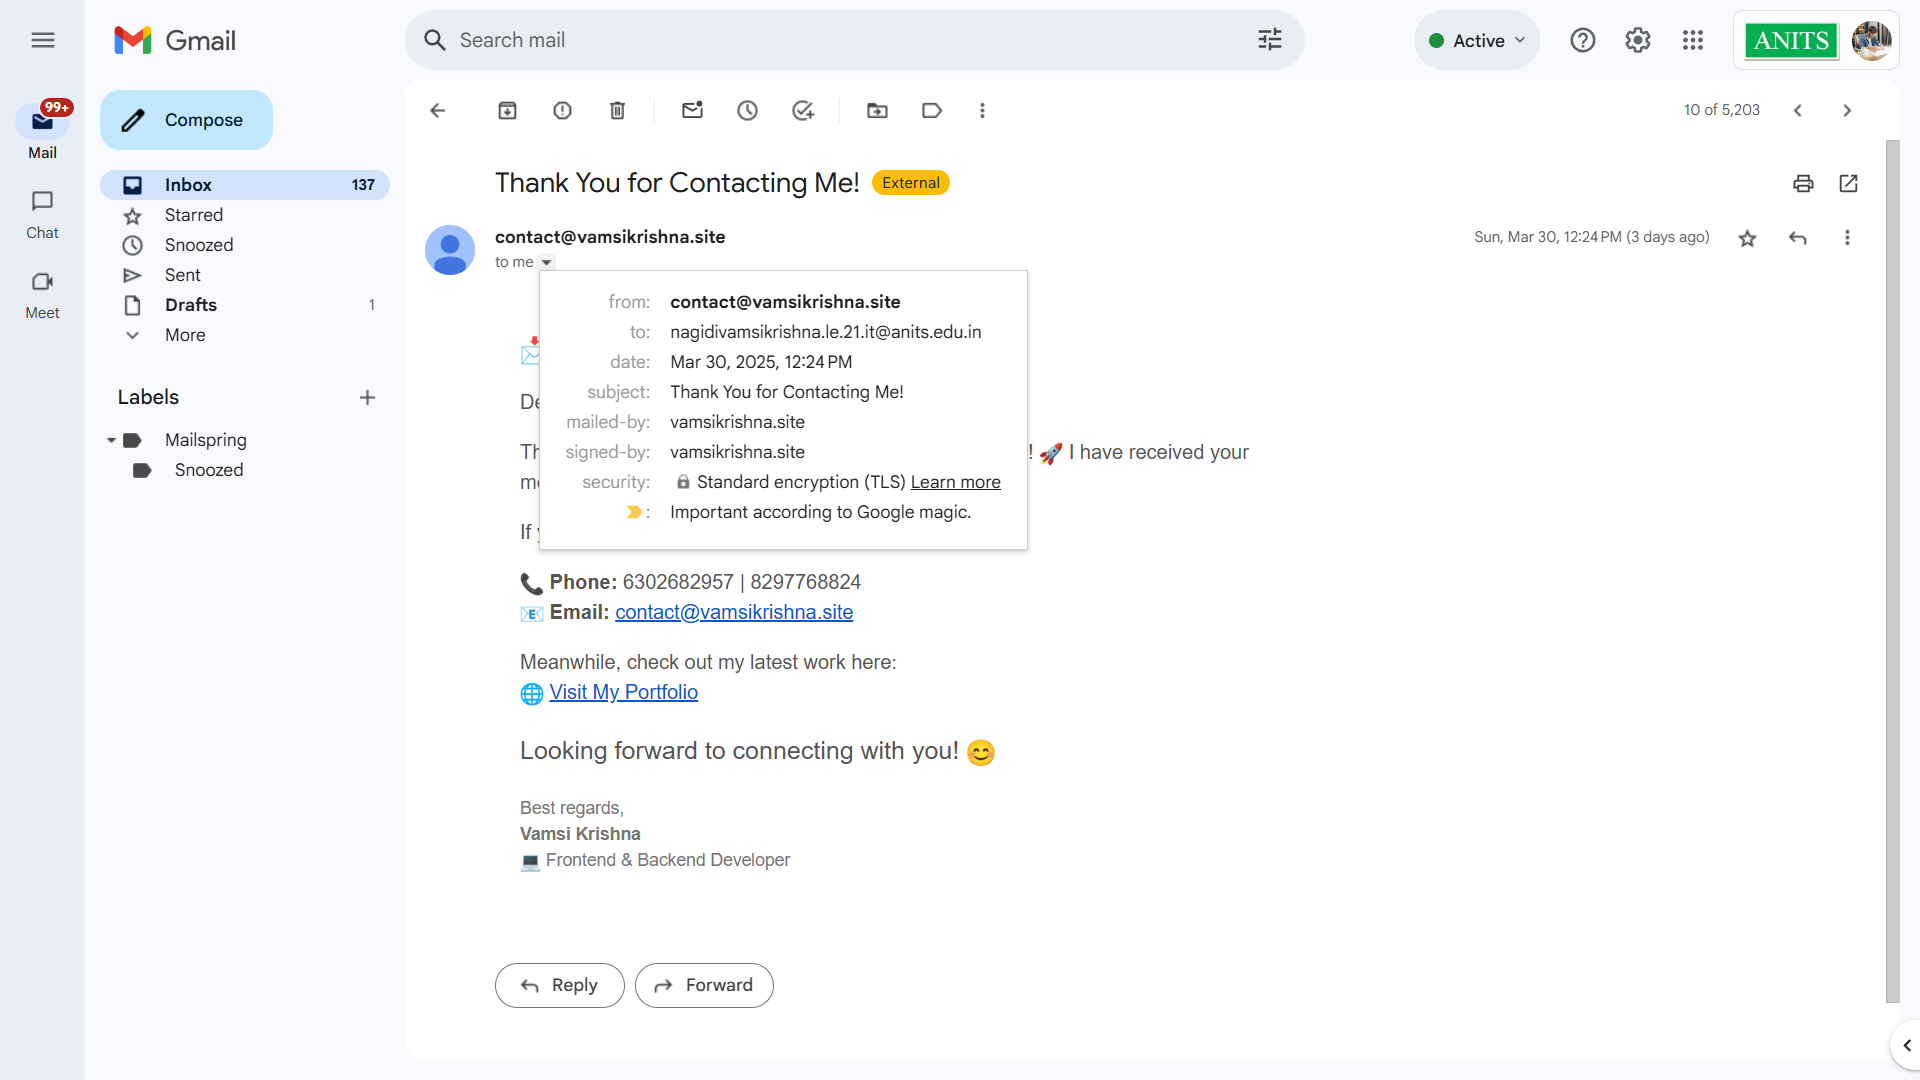 Gmail
Search mail
Active
ANITS
99+
Mail
Chat
Meet
Compose
Inbox 137
Starred
Snoozed
Sent
Drafts 1
More
Labels
Mailspring
Snoozed
10 of 5,203
Thank You for Contacting Me! External
contact@vamsikrishna.site
Sun, Mar 30, 12:24 PM (3 days ago)
to me
from: contact@vamsikrishna.site
to: nagidivamsikrishna.le.21.it@anits.edu.in
date: Mar 30, 2025, 12:24 PM
subject: Thank You for Contacting Me!
mailed-by: vamsikrishna.site
signed-by: vamsikrishna.site
security: Standard encryption (TLS) Learn more
: Important according to Google magic.
! 🚀 I have received your
If
📞 Phone: 6302682957 | 8297768824
📧 Email: contact@vamsikrishna.site
Meanwhile, check out my latest work here:
🌐 Visit My Portfolio
Looking forward to connecting with you! 😊
Best regards,
Vamsi Krishna
💻 Frontend & Backend Developer
Reply
Forward